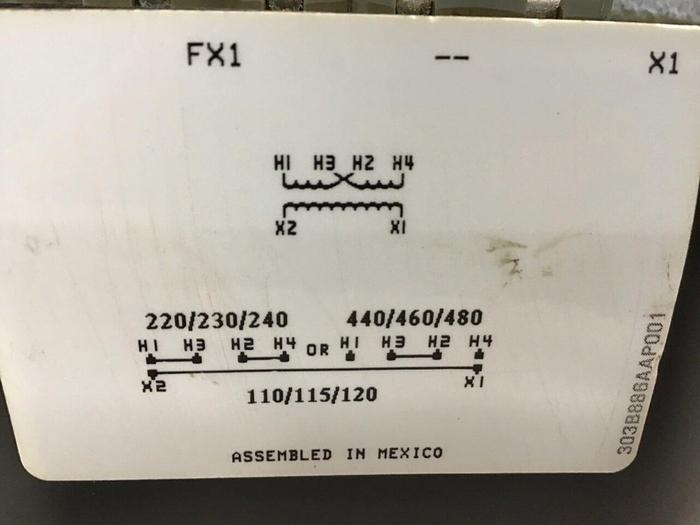 FX1 -- X1
H1 H3 H2 H4
X2 X1
220/230/240 440/460/480
H1 H3 H2 H4 OR H1 H3 H2 H4
X2 X1
110/115/120
ASSEMBLED IN MEXICO
303B886AAP001